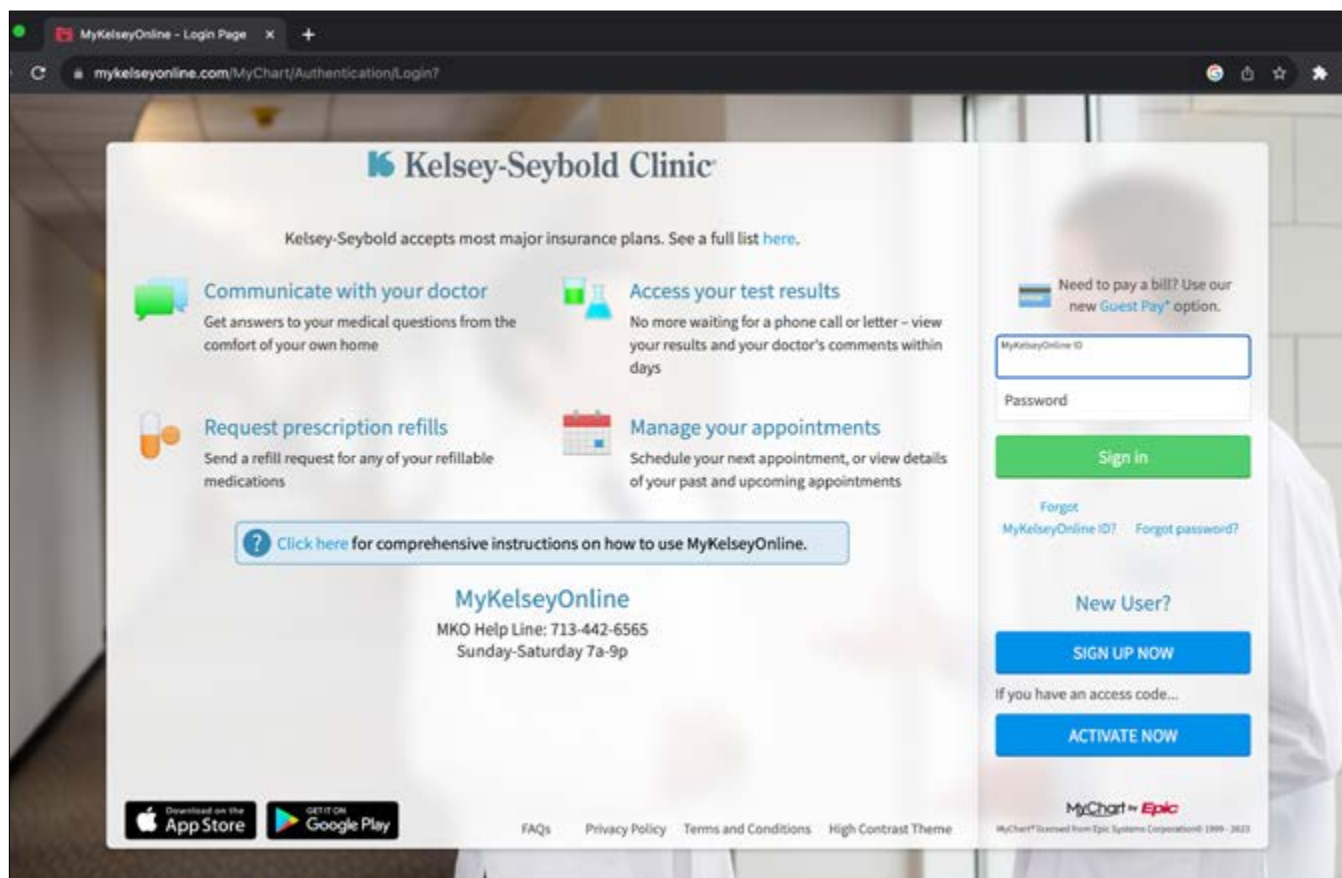 MyKelseyOnline - Login Page
mykelseyonline.com/MyChart/Authentication/Login?
Kelsey-Seybold Clinic
Kelsey-Seybold accepts most major insurance plans. See a full list here.
Communicate with your doctor
Get answers to your medical questions from the
comfort of your own home
Access your test results
No more waiting for a phone call or letter – view
your results and your doctor's comments within
days
Request prescription refills
Send a refill request for any of your refillable
medications
Manage your appointments
Schedule your next appointment, or view details
of your past and upcoming appointments
? Click here for comprehensive instructions on how to use MyKelseyOnline.
MyKelseyOnline
MKO Help Line: 713-442-6565
Sunday-Saturday 7a-9p
Download on the
App Store
GET IT ON
Google Play
FAQs Privacy Policy Terms and Conditions High Contrast Theme
Need to pay a bill? Use our
new Guest Pay* option.
MyKelseyOnline ID
Password
Sign in
Forgot
MyKelseyOnline ID? Forgot password?
New User?
SIGN UP NOW
If you have an access code...
ACTIVATE NOW
MyChart by Epic
MyChart® licensed from Epic Systems Corporation© 1999 - 2023